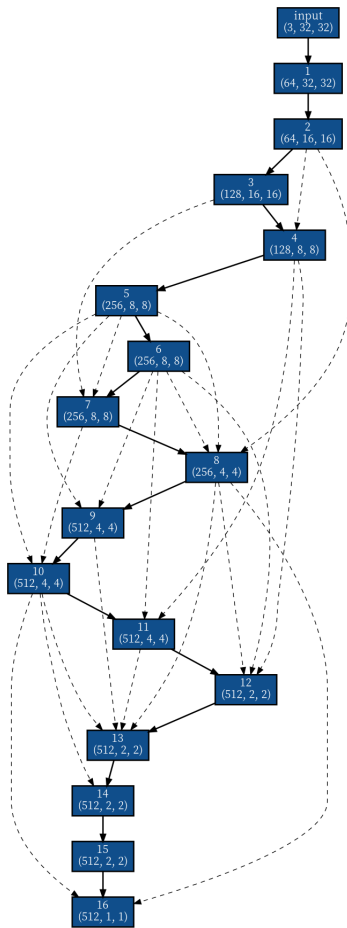 input
(3, 32, 32)
1
(64, 32, 32)
2
(64, 16, 16)
3
(128, 16, 16)
4
(128, 8, 8)
5
(256, 8, 8)
6
(256, 8, 8)
7
(256, 8, 8)
8
(256, 4, 4)
9
(512, 4, 4)
10
(512, 4, 4)
11
(512, 4, 4)
12
(512, 2, 2)
13
(512, 2, 2)
14
(512, 2, 2)
15
(512, 2, 2)
16
(512, 1, 1)